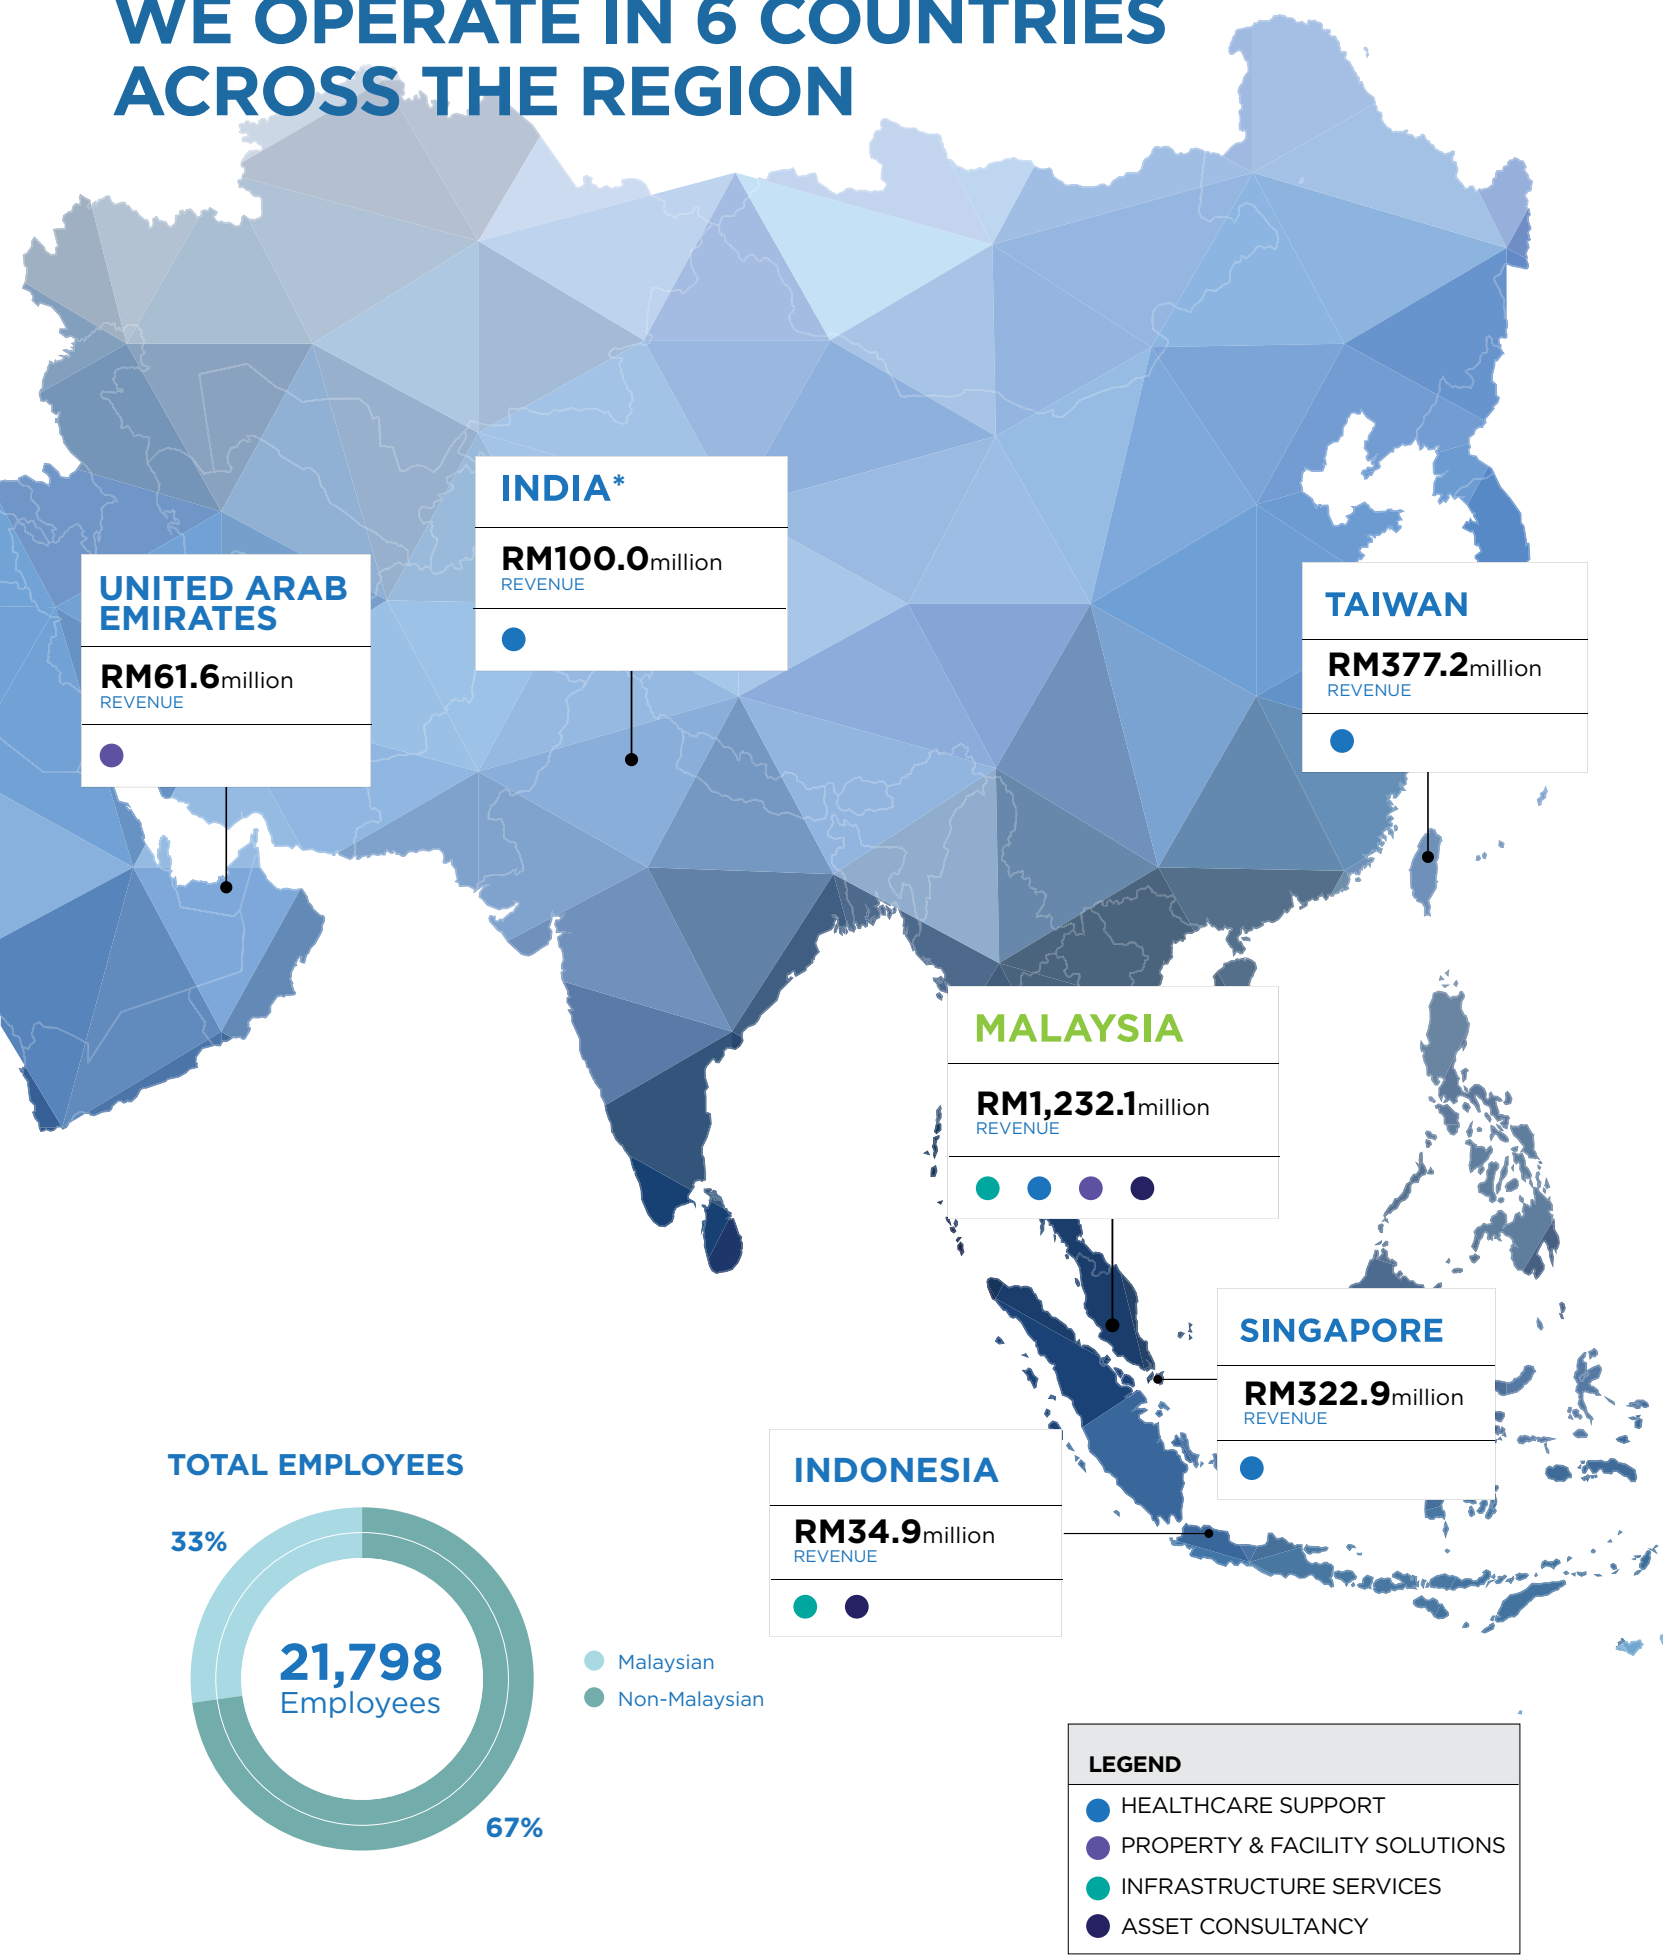 WE OPERATE IN 6 COUNTRIES
ACROSS THE REGION
INDIA*
RM100.0million
REVENUE
UNITED ARAB
EMIRATES
RM61.6million
REVENUE
TAIWAN
RM377.2million
REVENUE
MALAYSIA
RM1,232.1million
REVENUE
SINGAPORE
RM322.9million
REVENUE
INDONESIA
RM34.9million
REVENUE
TOTAL EMPLOYEES
33%
21,798
Employees
67%
Malaysian
Non-Malaysian
LEGEND
HEALTHCARE SUPPORT
PROPERTY & FACILITY SOLUTIONS
INFRASTRUCTURE SERVICES
ASSET CONSULTANCY